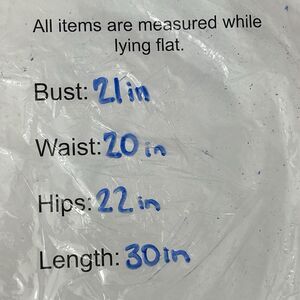 All items are measured while
lying flat.
Bust: 21in
Waist: 20in
Hips: 22in
Length: 30in